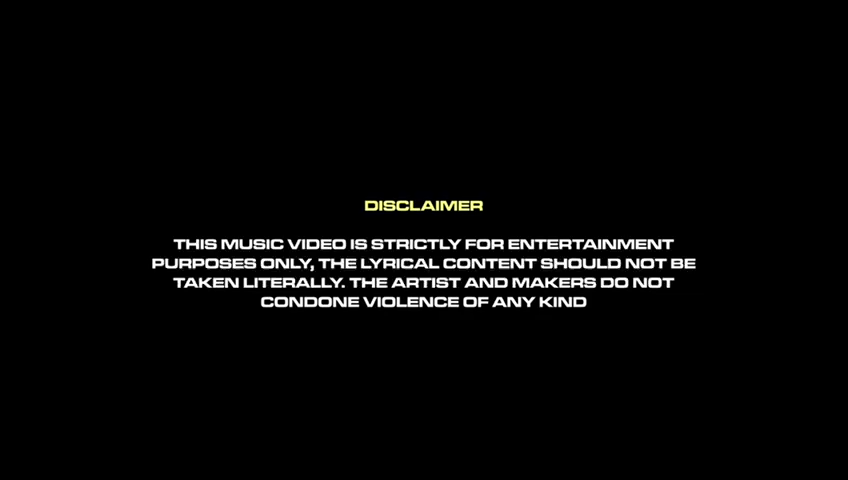 DISCLAIMER
THIS MUSIC VIDEO IS STRICTLY FOR ENTERTAINMENT
PURPOSES ONLY, THE LYRICAL CONTENT SHOULD NOT BE
TAKEN LITERALLY. THE ARTIST AND MAKERS DO NOT
CONDONE VIOLENCE OF ANY KIND